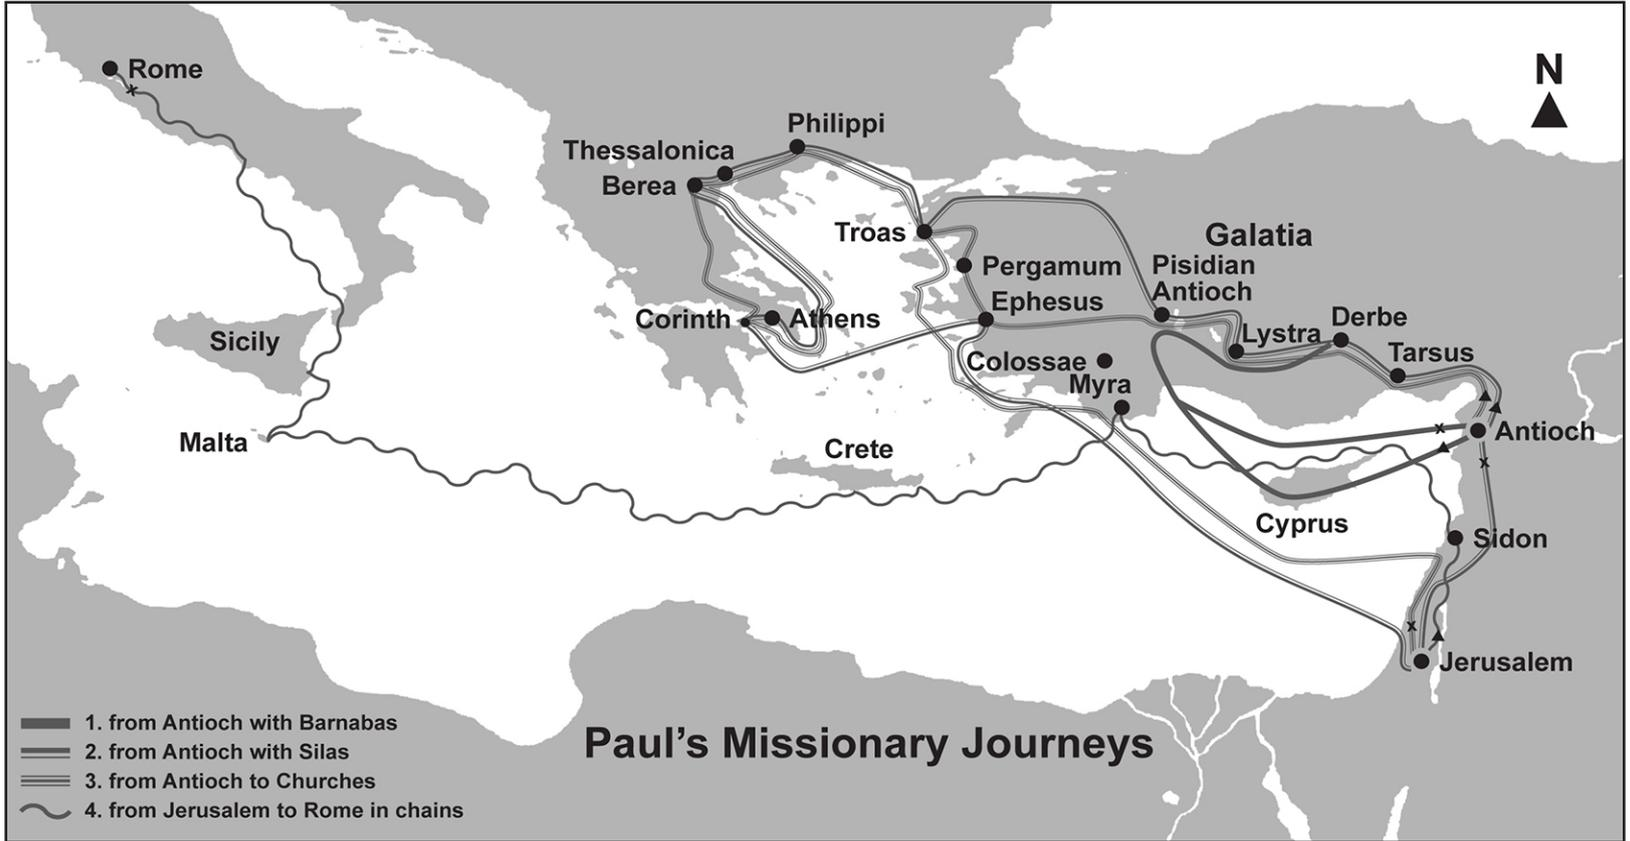 N
Rome
Philippi
Thessalonica
Berea
Troas
Galatia
Pergamum
Pisidian
Antioch
Ephesus
Corinth
Athens
Lystra
Derbe
Sicily
Colossae
Tarsus
Myra
Malta
Crete
Antioch
Cyprus
Sidon
Jerusalem
x
x
x
x
1. from Antioch with Barnabas
2. from Antioch with Silas
3. from Antioch to Churches
4. from Jerusalem to Rome in chains
Paul’s Missionary Journeys